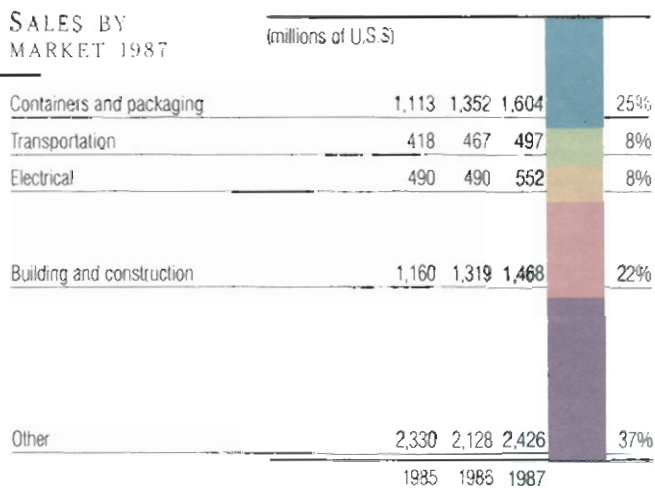 SALES BY
MARKET 1987
(millions of U.S.$)
Containers and packaging 1,113 1,352 1,604 25%
Transportation 418 467 497 8%
Electrical 490 490 552 8%
Building and construction 1,160 1,319 1,468 22%
Other 2,330 2,128 2,426 37%
1985 1986 1987